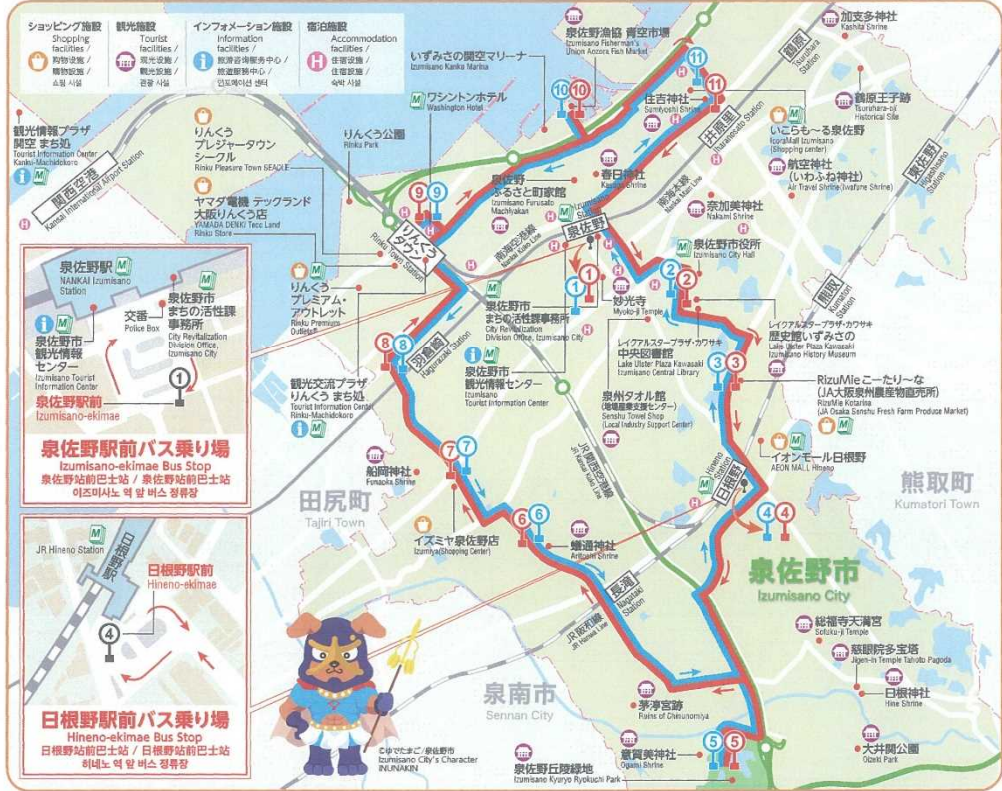 ショッピング施設
Shopping
facilities /
购物设施 /
購物設施 /
쇼핑 시설
観光施設
Tourist
facilities /
观光设施 /
觀光設施 /
관광 시설
インフォメーション施設
Information
facilities /
旅游咨询服务中心 /
旅遊服務中心 /
인포메이션 센터
宿泊施設
Accommodation
facilities /
住宿设施 /
住宿設施 /
숙박 시설
観光情報プラザ
関空 まち処
Tourist Information Center
Kanku-Machidokoro
関西空港
Kansai International Airport Station
りんくう
プレジャータウン
シークル
Rinku Pleasure Town SEACLE
ヤマダ電機 テックランド
大阪りんくう店
YAMADA DENKI Tecc Land
Rinku Store
りんくう公園
Rinku Park
ワシントンホテル
Washington Hotel
いずみさの関空マリーナ
Izumisano Kanku Marina
泉佐野漁協 青空市場
Izumisano Fisherman's
Union Aozora Fish Market
加支多神社
Kashita Shrine
鶴原
Tsuruhara
Station
鶴原王子跡
Tsuruhara-oji
Historical Site
住吉神社
Sumiyoshi Shrine
井原里
Iharanosato Station
いこらも～る泉佐野
IcoraMall Izumisano
(Shopping center)
航空神社
(いわふね神社)
Air Travel Shrine (Iwafune Shrine)
東佐野
Higashisano
Station
春日神社
Kasuga Shrine
泉佐野
ふるさと町家館
Izumisano Furusato
Machiyakan
南海本線
Nankai Main Line
奈加美神社
Nakami Shrine
泉佐野
Izumisano
りんくう
タウン
Rinku Town Station
南海空港線
Nankai Kuko Line
泉佐野市役所
Izumisano City Hall
熊取
Kumatori
Station
りんくう
プレミアム・
アウトレット
Rinku Premium
Outlets
泉佐野市
まちの活性課
事務所
City Revitalization
Division Office, Izumisano City
妙光寺
Myoko-ji Temple
レイクアルスタープラザ・カワサキ
歴史館いずみさの
Lake Ulster Plaza Kawasaki
Izumisano History Museum
泉佐野市
観光情報センター
Izumisano
Tourist Information Center
レイクアルスタープラザ・カワサキ
中央図書館
Lake Ulster Plaza Kawasaki
Izumisano Central Library
羽倉崎
Hagurazaki Station
観光交流プラザ
りんくう まち処
Tourist Information Center
Rinku-Machidokoro
泉州タオル館
(地場産業支援センター)
Senshu Towel Shop
(Local Industry Support Center)
RizuMieこーたり～な
(JA大阪泉州農産物直売所)
RizuMie Kotarina
(JA Osaka Senshu Fresh Farm Produce Market)
イオンモール日根野
AEON MALL Hineno
JR関西空港線
JR Kansai Kuko Line
日根野
Hineno
Station
熊取町
Kumatori Town
船岡神社
Funaoka Shrine
田尻町
Tajiri Town
イズミヤ泉佐野店
Izumiya(Shopping Center)
蟻通神社
Aritoshi Shrine
長滝
Nagataki
Station
JR阪和線
JR Hanwa Line
泉佐野市
Izumisano City
総福寺天満宮
Sofuku-ji Temple
慈眼院多宝塔
Jigen-in Temple Tahoto Pagoda
日根神社
Hine Shrine
大井関公園
Oizeki Park
泉南市
Sennan City
茅渟宮跡
Ruins of Chinunomiya
意賀美神社
Ogami Shrine
泉佐野丘陵緑地
Izumisano Kyuryo Ryokuchi Park
1
1
2
2
3
3
4
4
5
5
6
6
7
7
8
8
9
9
10
10
11
11
泉佐野駅
NANKAI Izumisano
Station
交番
Police Box
泉佐野市
まちの活性課
事務所
City Revitalization
Division Office,
Izumisano City
泉佐野市
観光情報
センター
Izumisano Tourist
Information Center
1
泉佐野駅前
Izumisano-ekimae
泉佐野駅前バス乗り場
Izumisano-ekimae Bus Stop
泉佐野站前巴士站 / 泉佐野站前巴士站
이즈미사노 역 앞 버스 정류장
日根野駅
JR Hineno Station
日根野駅前
Hineno-ekimae
4
日根野駅前バス乗り場
Hineno-ekimae Bus Stop
日根野站前巴士站 / 日根野站前巴士站
히네노 역 앞 버스 정류장
©ゆでたまご/泉佐野市
Izumisano City's Character
INUNAKIN